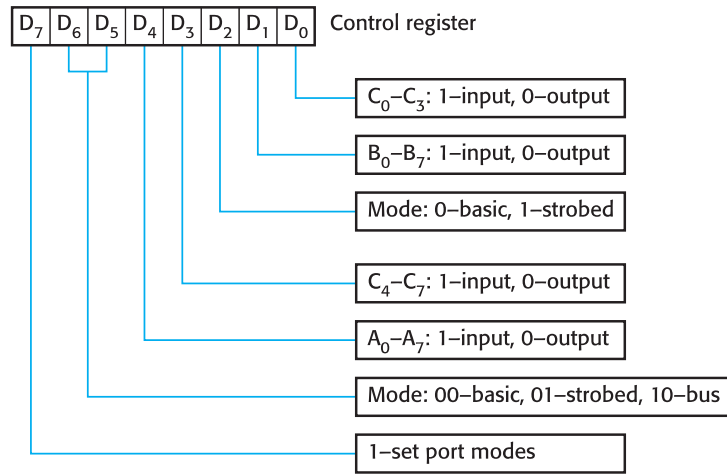 D₇ D₆ D₅ D₄ D₃ D₂ D₁ D₀ Control register
C₀–C₃: 1–input, 0–output
B₀–B₇: 1–input, 0–output
Mode: 0–basic, 1–strobed
C₄–C₇: 1–input, 0–output
A₀–A₇: 1–input, 0–output
Mode: 00–basic, 01–strobed, 10–bus
1–set port modes